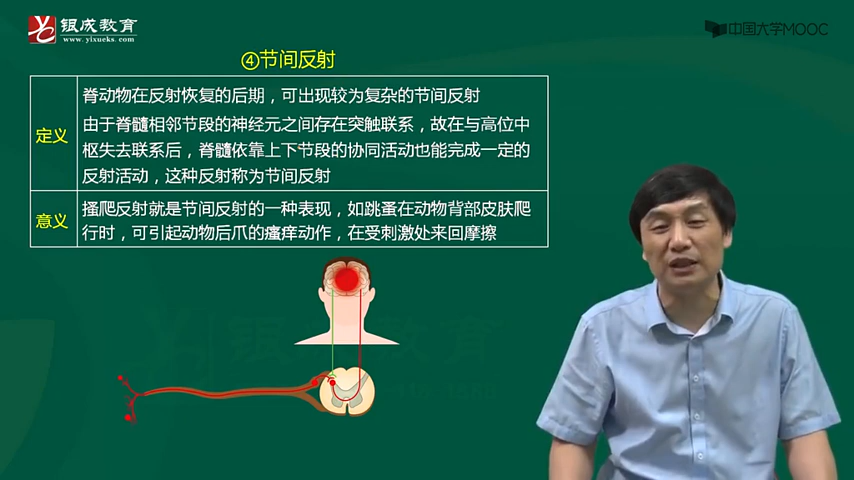 银成教育
www.yixueks.com
中国大学MOOC
④节间反射
定义
脊动物在反射恢复的后期，可出现较为复杂的节间反射
由于脊髓相邻节段的神经元之间存在突触联系，故在与高位中
枢失去联系后，脊髓依靠上下节段的协同活动也能完成一定的
反射活动，这种反射称为节间反射
意义
搔爬反射就是节间反射的一种表现，如跳蚤在动物背部皮肤爬
行时，可引起动物后爪的瘙痒动作，在受刺激处来回摩擦
银成教育